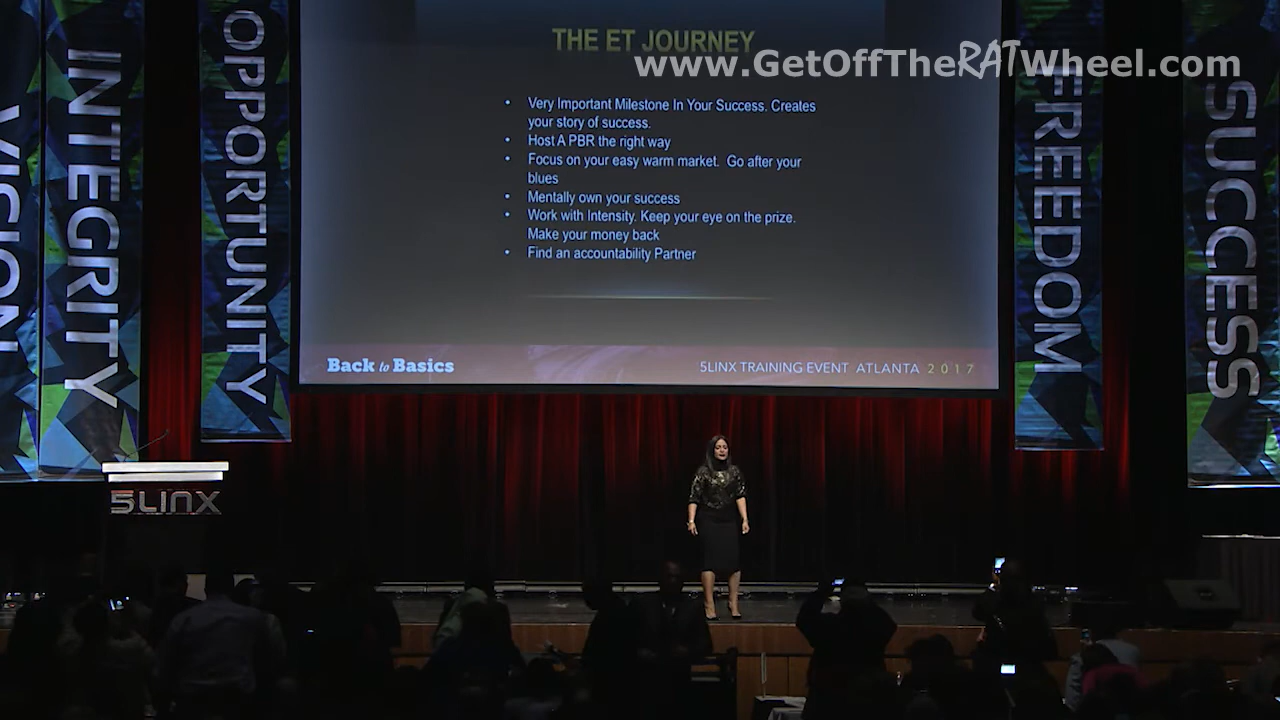 THE ET JOURNEY
www.GetOffTheRATWheel.com
• Very Important Milestone In Your Success. Creates
your story of success.
• Host A PBR the right way
• Focus on your easy warm market. Go after your
blues
• Mentally own your success
• Work with Intensity. Keep your eye on the prize.
Make your money back
• Find an accountability Partner
Back to Basics
5LINX TRAINING EVENT ATLANTA 2017
VISION
INTEGRITY
OPPORTUNITY
FREEDOM
SUCCESS
5LINX